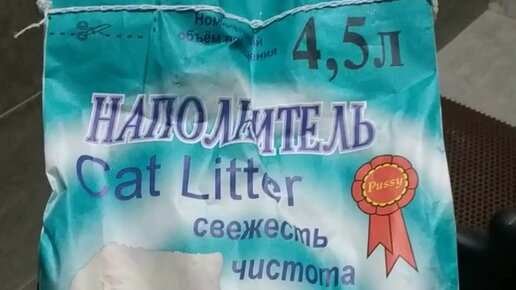 4,5л
НАПОЛНИТЕЛЬ
Cat Litter
Pussy
свежесть
чистота